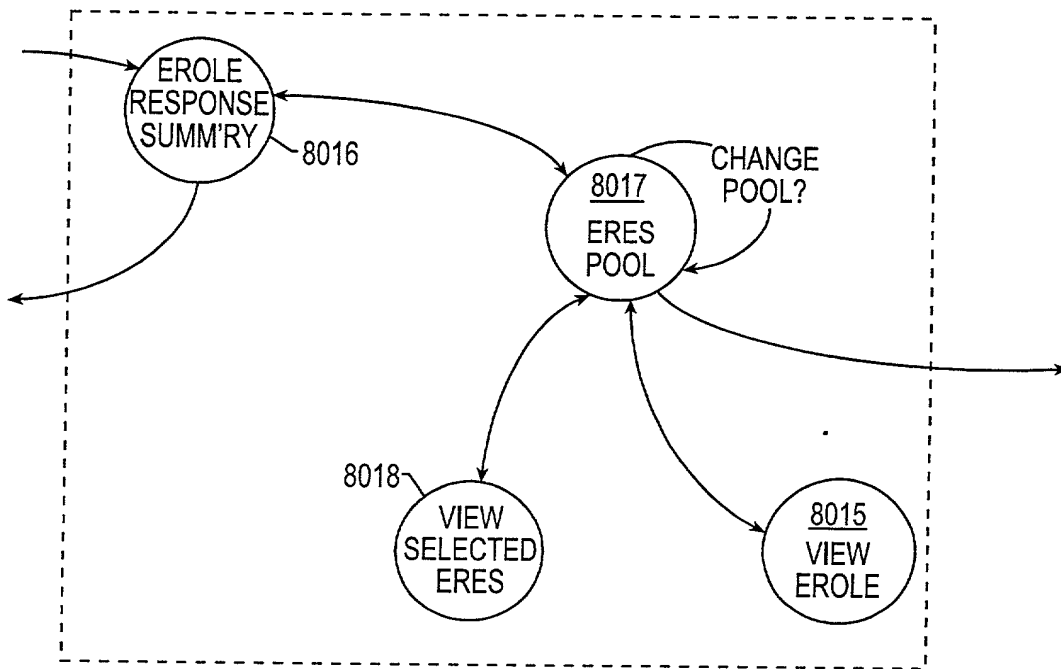 EROLE
RESPONSE
SUMM'RY
8016
CHANGE
POOL?
8017
ERES
POOL
8018
VIEW
SELECTED
ERES
8015
VIEW
EROLE